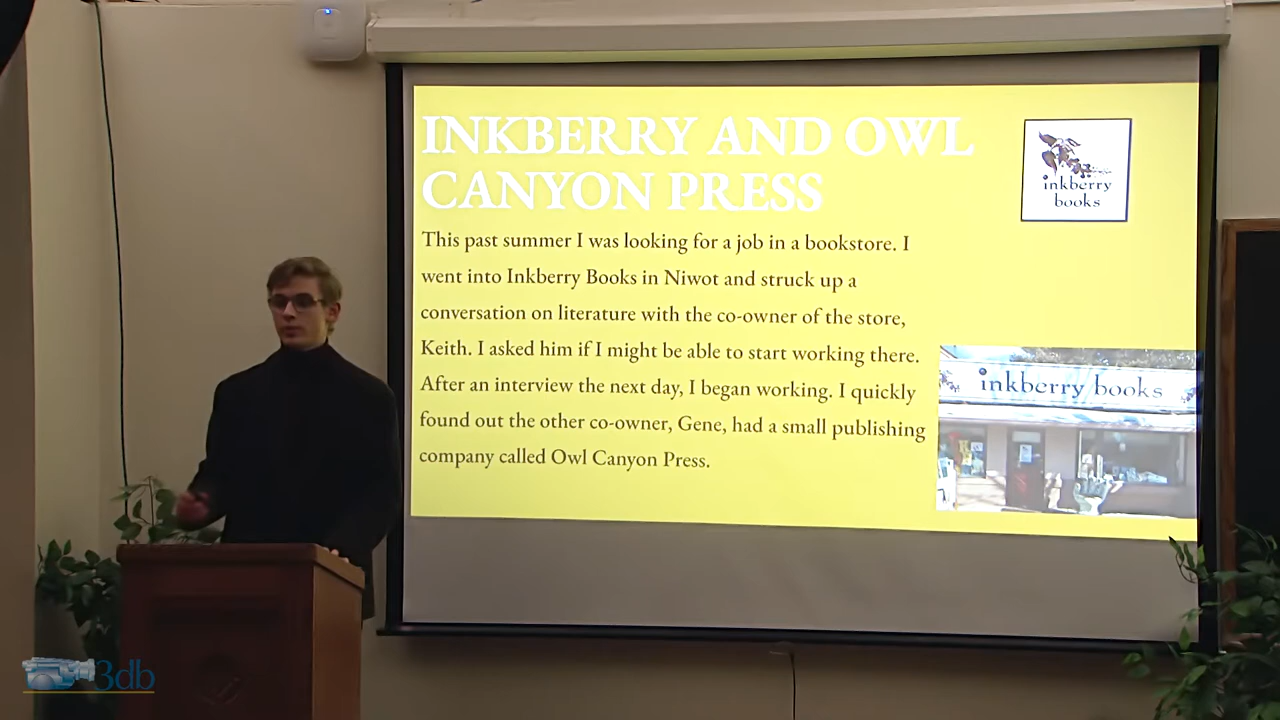 INKBERRY AND OWL
CANYON PRESS
inkberry
books
This past summer I was looking for a job in a bookstore. I
went into Inkberry Books in Niwot and struck up a
conversation on literature with the co-owner of the store,
Keith. I asked him if I might be able to start working there.
After an interview the next day, I began working. I quickly
found out the other co-owner, Gene, had a small publishing
company called Owl Canyon Press.
inkberry books
3db